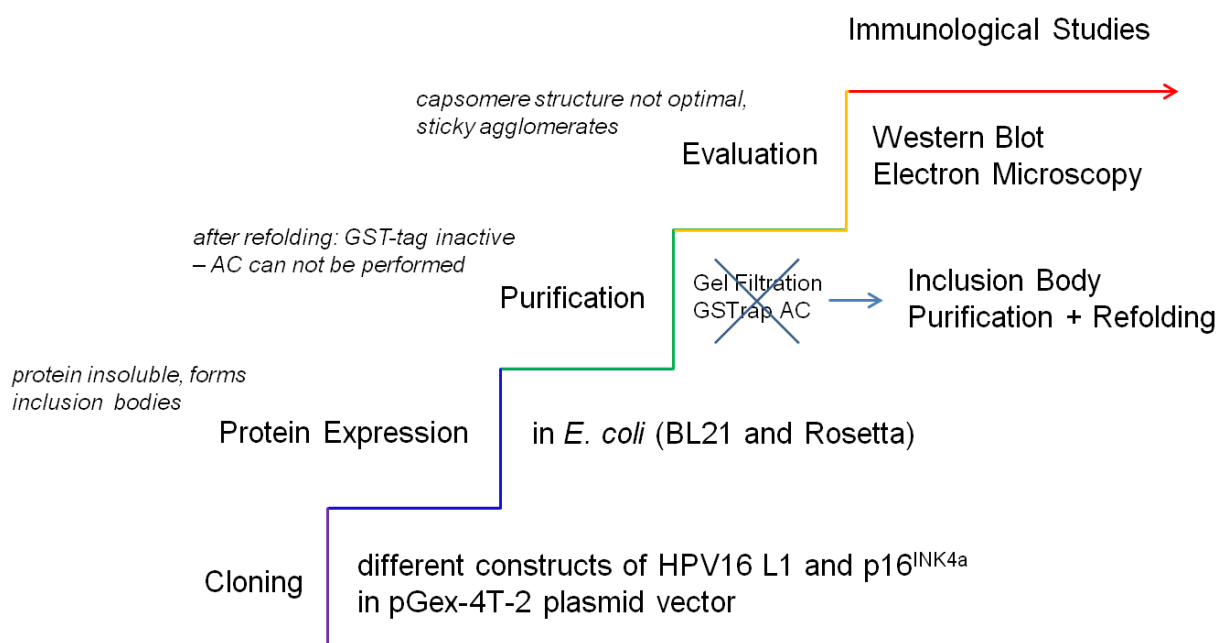 Immunological Studies
capsomere structure not optimal,
sticky agglomerates
Evaluation
Western Blot
Electron Microscopy
after refolding: GST-tag inactive
– AC can not be performed
Purification
Gel Filtration
GSTrap AC
Inclusion Body
Purification + Refolding
protein insoluble, forms
inclusion bodies
Protein Expression
in E. coli (BL21 and Rosetta)
Cloning
different constructs of HPV16 L1 and p16INK4a
in pGex-4T-2 plasmid vector